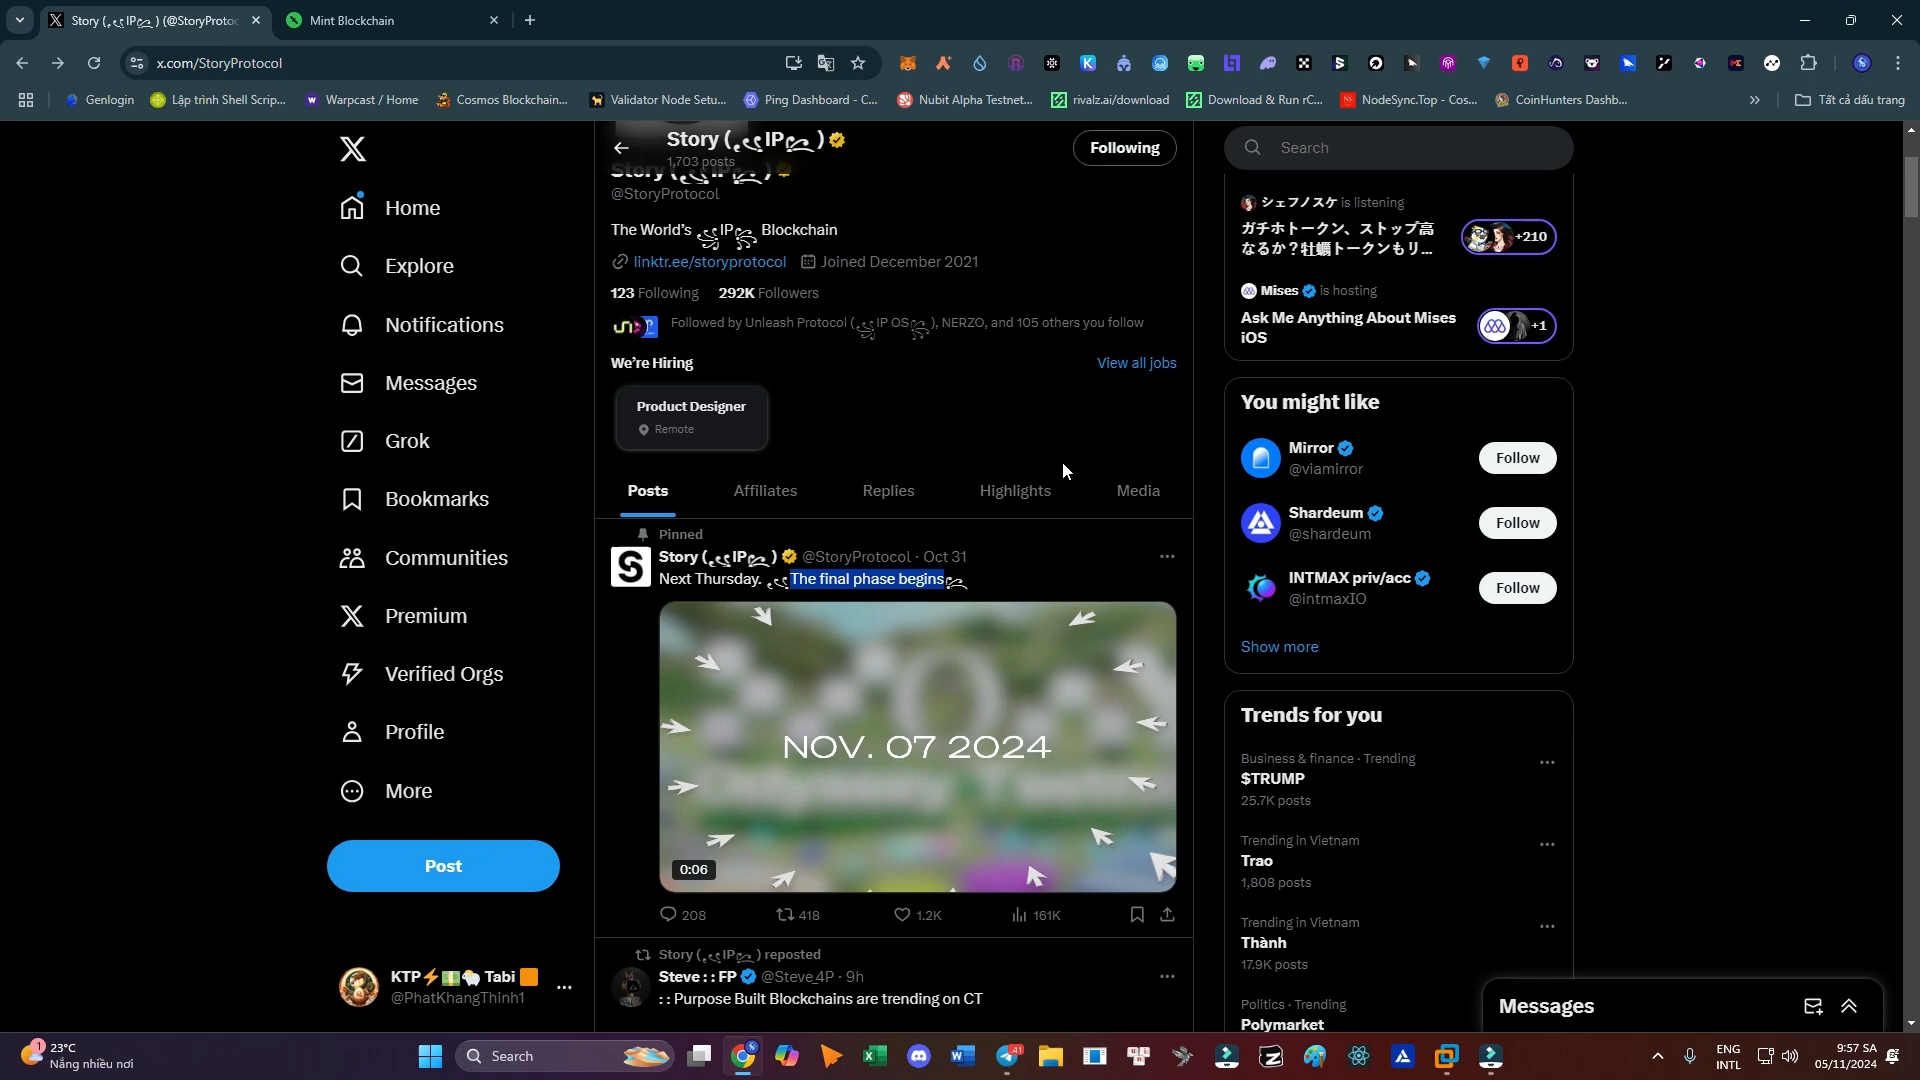 Story (꧁IP꧂) (@StoryProtoc
Mint Blockchain
x.com/StoryProtocol
Genlogin
Lập trình Shell Scrip...
Warpcast / Home
Cosmos Blockchain...
Validator Node Setu...
Ping Dashboard - C...
Nubit Alpha Testnet...
rivalz.ai/download
Download & Run rC...
NodeSync.Top - Cos...
CoinHunters Dashb...
Tất cả dấu trang
Home
Explore
Notifications
Messages
Grok
Bookmarks
Communities
Premium
Verified Orgs
Profile
More
Post
KTP⚡ Tabi
@PhatKhangThinh1
Story (꧁IP꧂)
1,703 posts
Following
Story (꧁IP꧂)
@StoryProtocol
The World's ꧁IP꧂ Blockchain
linktr.ee/storyprotocol Joined December 2021
123 Following 292K Followers
Followed by Unleash Protocol (꧁IP OS꧂), NERZO, and 105 others you follow
We're Hiring
View all jobs
Product Designer
Remote
Posts
Affiliates
Replies
Highlights
Media
Pinned
Story (꧁IP꧂) @StoryProtocol · Oct 31
Next Thursday. ꧁The final phase begins꧂
NOV. 07 2024
0:06
208
418
1.2K
161K
Story (꧁IP꧂) reposted
Steve : : FP @Steve_4P · 9h
: : Purpose Built Blockchains are trending on CT
Search
シェフノスケ is listening
ガチホトークン、ストップ高
なるか？牡蠣トークンもリ...
+210
Mises is hosting
Ask Me Anything About Mises
iOS
+1
You might like
Mirror
@viamirror
Follow
Shardeum
@shardeum
Follow
INTMAX priv/acc
@intmaxIO
Follow
Show more
Trends for you
Business & finance · Trending
$TRUMP
25.7K posts
Trending in Vietnam
Trao
1,808 posts
Trending in Vietnam
Thành
17.9K posts
Politics · Trending
Polymarket
Messages
1
23°C
Nắng nhiều nơi
Search
41
ENG
INTL
9:57 SA
05/11/2024